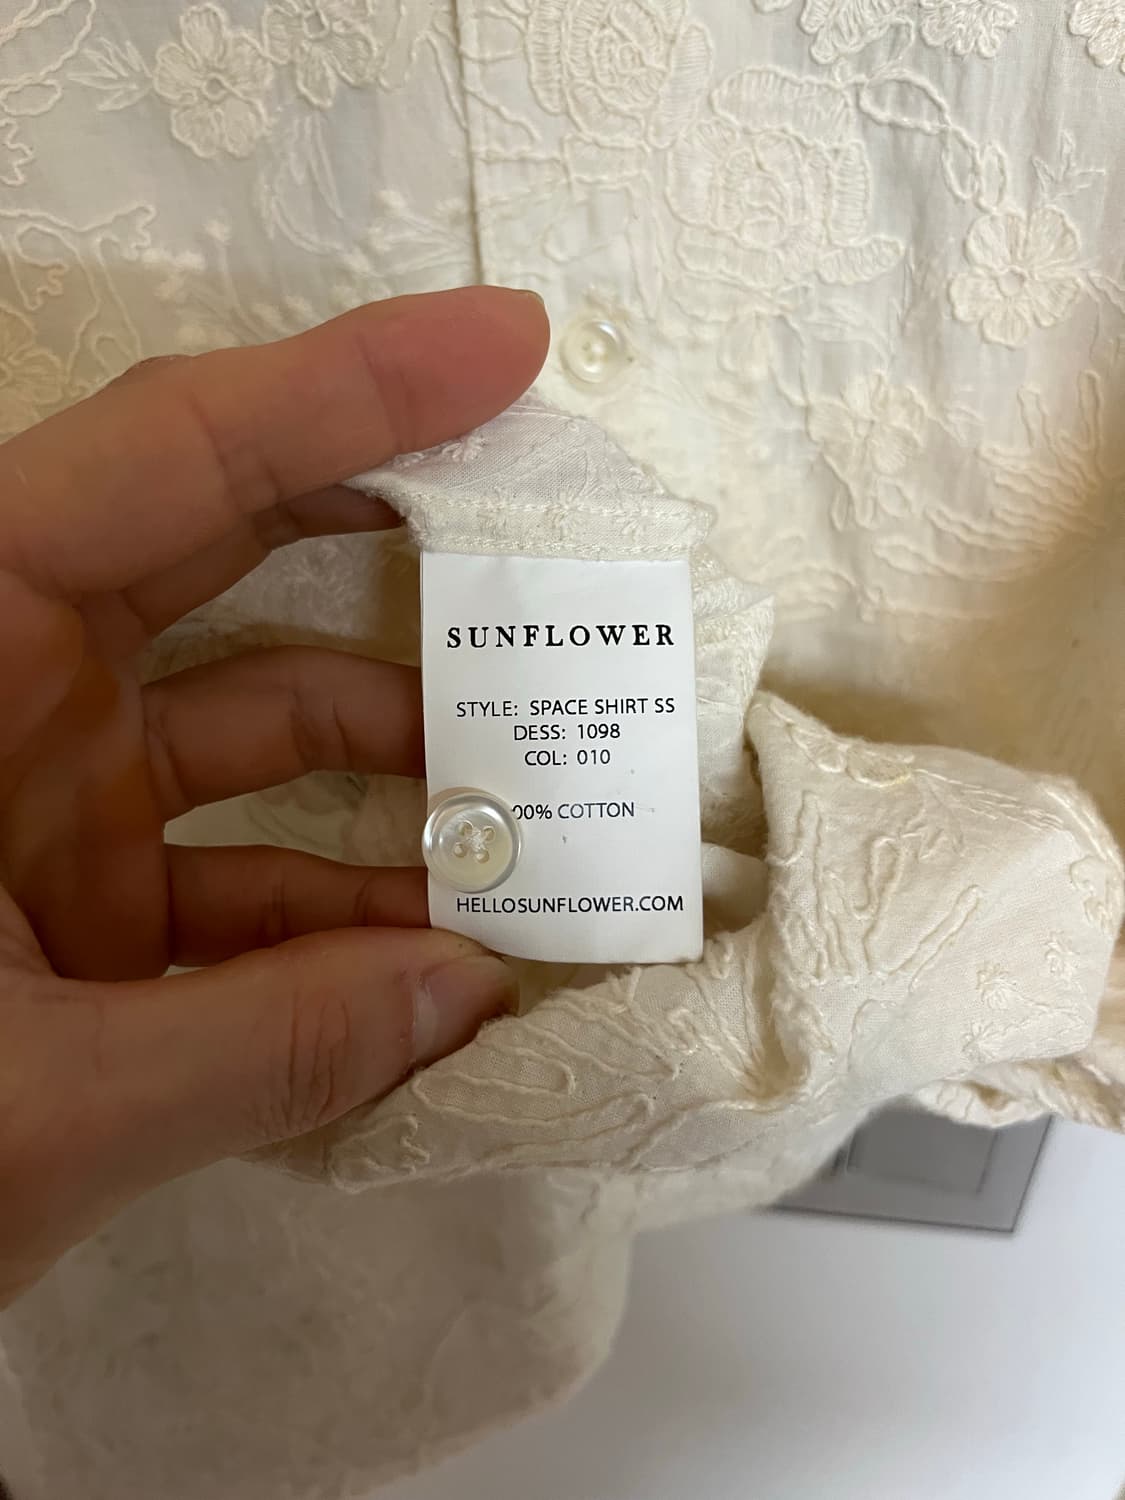 SUNFLOWER
STYLE: SPACE SHIRT SS
DESS: 1098
COL: 010
00% COTTON
HELLOSUNFLOWER.COM